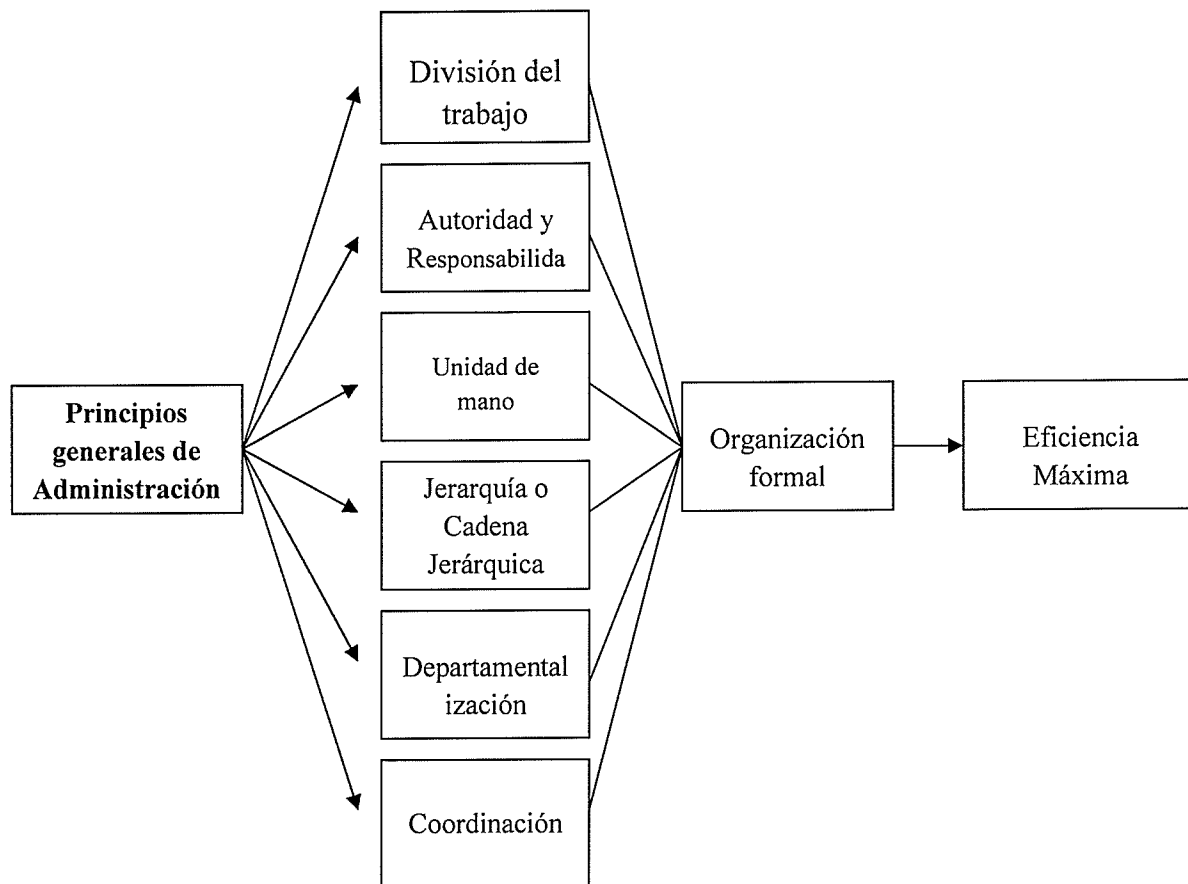 División del
trabajo
Autoridad y
Responsabilida
Unidad de
mano
Principios
generales de
Administración
Jerarquía o
Cadena
Jerárquica
Departamental
ización
Coordinación
Organización
formal
Eficiencia
Máxima